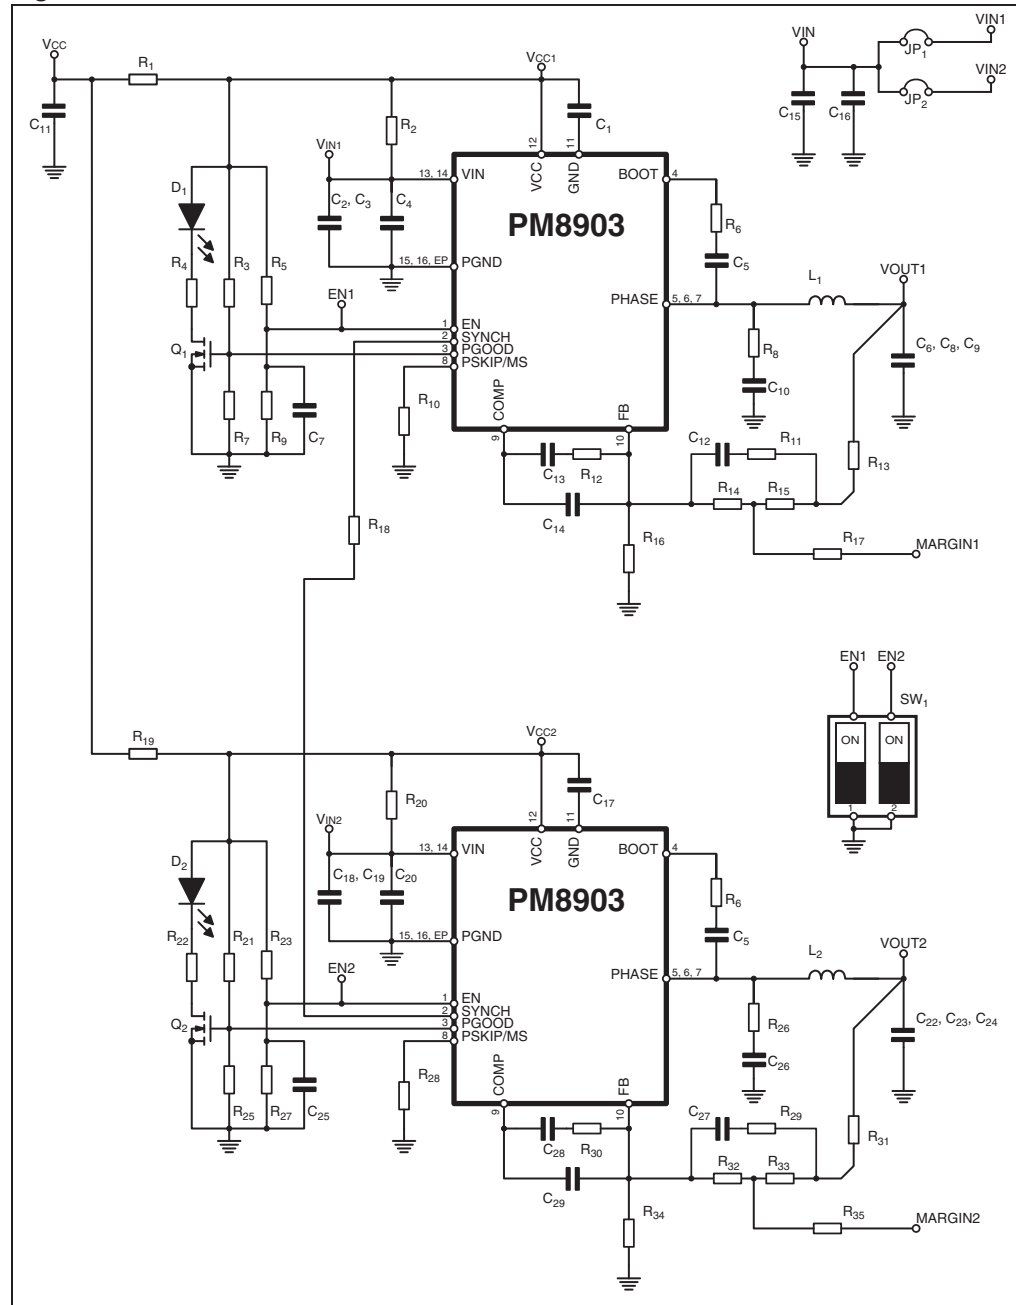 VCC
R1
VCC1
VIN
VIN1
JP1
VIN2
JP2
C15
C16
C11
R2
C1
12
11
VIN1
13, 14
VIN
VCC
GND
BOOT
4
D1
C2, C3
C4
PM8903
R6
C5
R4
R3
R5
15, 16, EP
PGND
L1
VOUT1
EN1
PHASE
5, 6, 7
1
EN
2
SYNCH
3
PGOOD
8
PSKIP/MS
Q1
R8
C6, C8, C9
C10
R10
COMP
FB
R7
R9
C7
9
10
C12
R11
C13
R12
R13
R14
R15
C14
R18
R16
R17
MARGIN1
EN1
EN2
SW1
ON
ON
1
2
R19
VCC2
R20
C17
12
11
VIN2
13, 14
VIN
VCC
GND
BOOT
4
D2
C18, C19
C20
PM8903
R6
C5
R22
R21
R23
15, 16, EP
PGND
L2
VOUT2
EN2
PHASE
5, 6, 7
1
EN
2
SYNCH
3
PGOOD
8
PSKIP/MS
Q2
R26
C22, C23, C24
C26
R28
COMP
FB
R25
R27
C25
9
10
C27
R29
C28
R30
R31
R32
R33
C29
R34
R35
MARGIN2